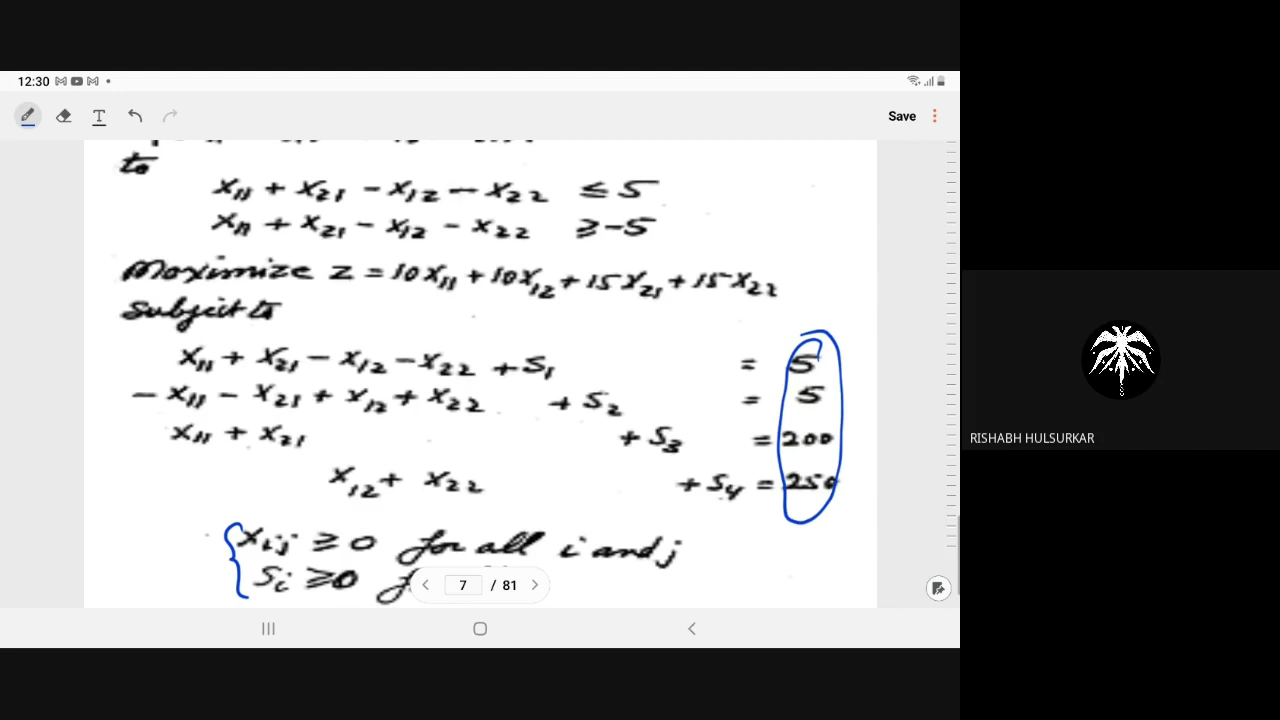 12:30
Save
to
x11 + x21 - x12 - x22 ≤ 5
x11 + x21 - x12 - x22 ≥ -5
Maximize z = 10x11 + 10x12 + 15x21 + 15x22
Subject to
x11 + x21 - x12 - x22 + S1 = 5
- x11 - x21 + x12 + x22 + S2 = 5
x11 + x21 + S3 = 200
x12 + x22 + S4 = 250
xij ≥ 0 for all i and j
Si ≥ 0
7 / 81
RISHABH HULSURKAR